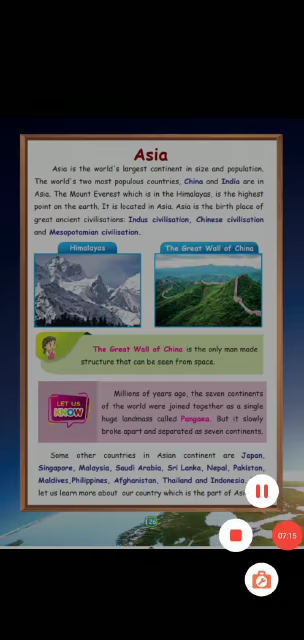 Asia
Asia is the world's largest continent in size and population.
The world's two most populous countries, China and India are in
Asia. The Mount Everest which is in the Himalayas, is the highest
point on the earth. It is located in Asia. Asia is the birth place of
great ancient civilisations: Indus civilisation, Chinese civilisation
and Mesopotamian civilisation.
Himalayas
The Great Wall of China
The Great Wall of China is the only man made
structure that can be seen from space.
LET US
KNOW
Millions of years ago, the seven continents
of the world were joined together as a single
huge landmass called Pangaea. But it slowly
broke apart and separated as seven continents.
Some other countries in Asian continent are Japan,
Singapore, Malaysia, Saudi Arabia, Sri Lanka, Nepal, Pakistan,
Maldives,Philippines, Afghanistan, Thailand and Indonesia.
let us learn more about our country which is the part of
126
07:15